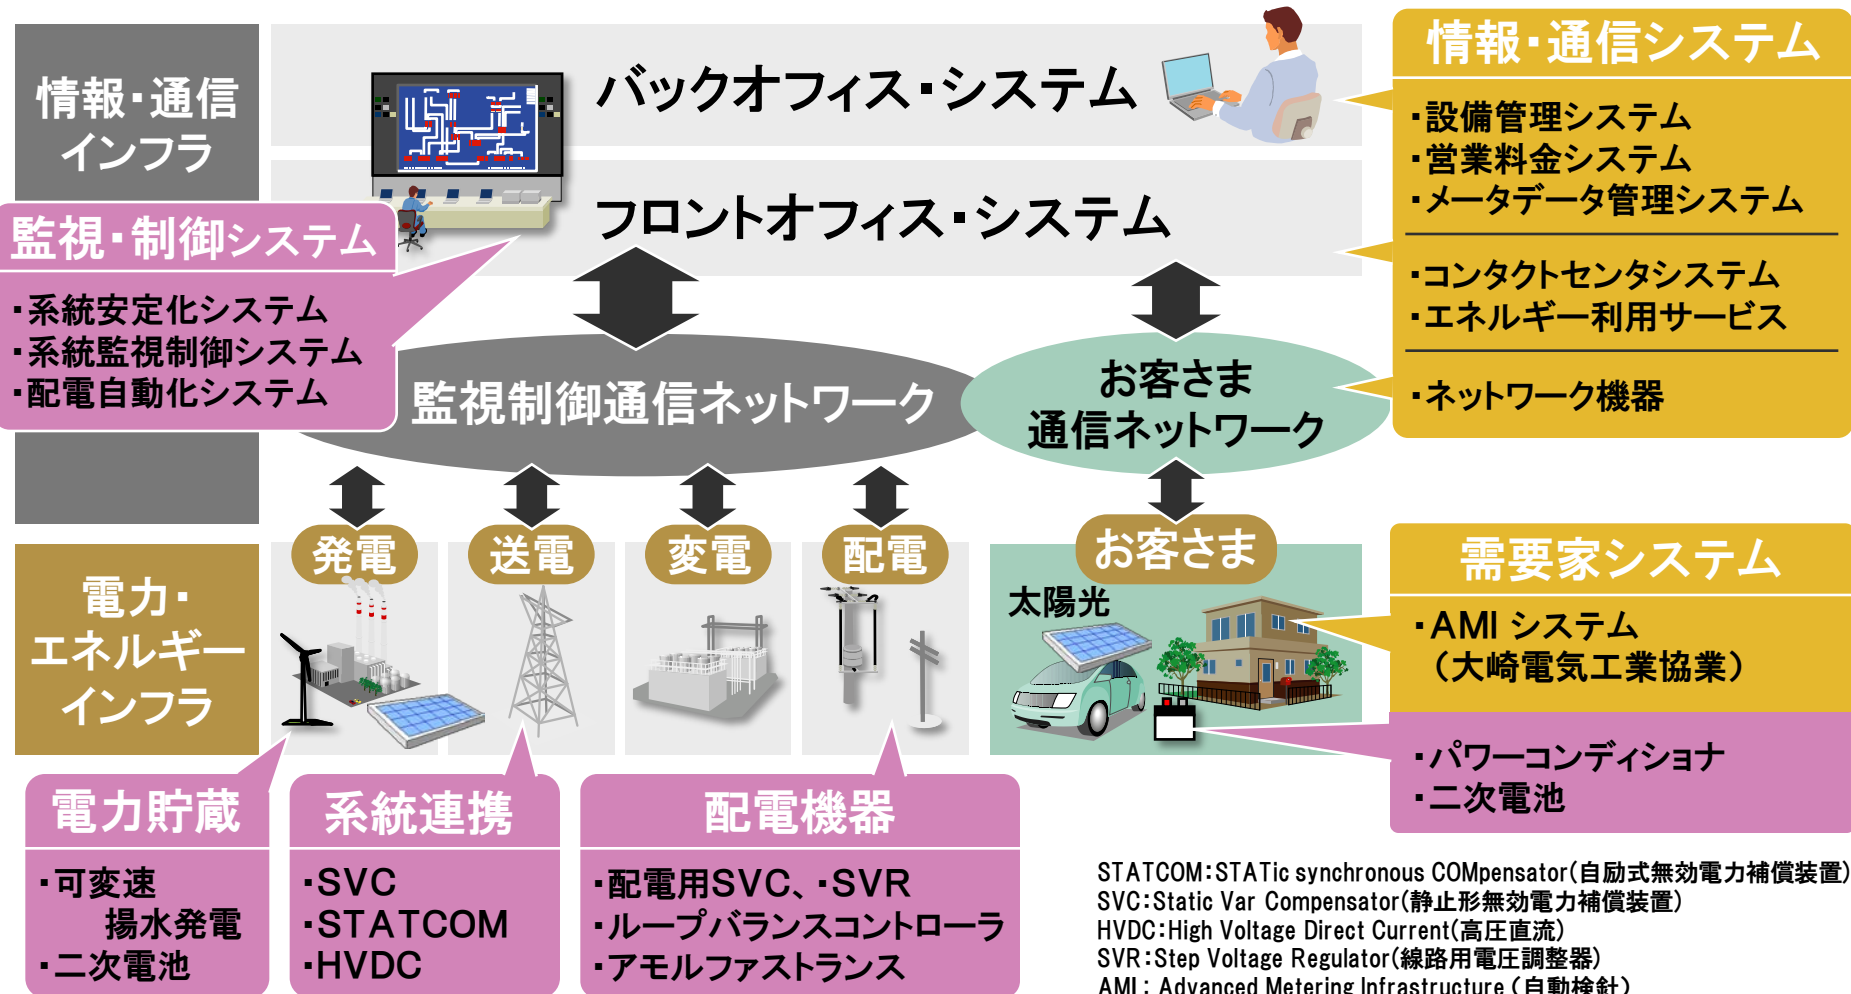 情報・通信
インフラ
バックオフィス・システム
フロントオフィス・システム
情報・通信システム
・設備管理システム
・営業料金システム
・メータデータ管理システム
・コンタクトセンタシステム
・エネルギー利用サービス
・ネットワーク機器
監視・制御システム
・系統安定化システム
・系統監視制御システム
・配電自動化システム
監視制御通信ネットワーク
お客さま
通信ネットワーク
電力・
エネルギー
インフラ
発電
送電
変電
配電
お客さま
太陽光
需要家システム
・AMI システム
（大崎電気工業協業）
・パワーコンディショナ
・二次電池
電力貯蔵
・可変速
揚水発電
・二次電池
系統連携
・SVC
・STATCOM
・HVDC
配電機器
・配電用SVC、・SVR
・ループバランスコントローラ
・アモルファストランス
STATCOM：STATic synchronous COMpensator(自励式無効電力補償装置)
SVC：Static Var Compensator(静止形無効電力補償装置)
HVDC：High Voltage Direct Current(高圧直流)
SVR：Step Voltage Regulator(線路用電圧調整器)
AMI：Advanced Metering Infrastructure（自動検針）